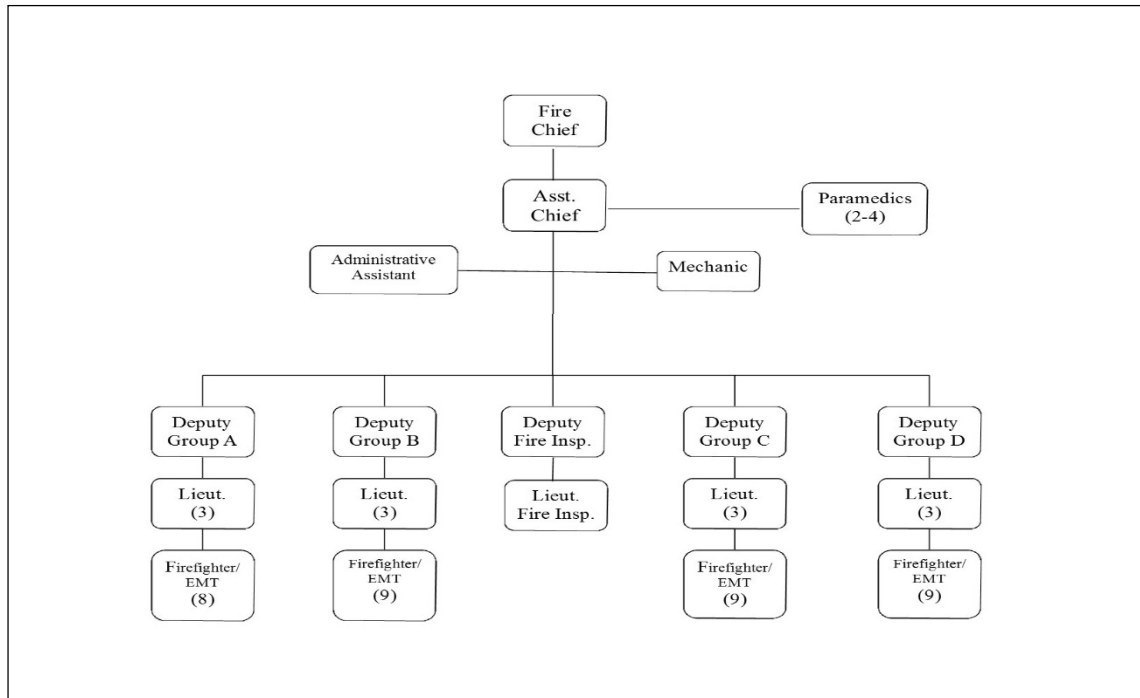 Fire
Chief
Asst.
Chief
Paramedics
(2-4)
Administrative
Assistant
Mechanic
Deputy
Group A
Deputy
Group B
Deputy
Fire Insp.
Deputy
Group C
Deputy
Group D
Lieut.
(3)
Lieut.
(3)
Lieut.
Fire Insp.
Lieut.
(3)
Lieut.
(3)
Firefighter/
EMT
(8)
Firefighter/
EMT
(9)
Firefighter/
EMT
(9)
Firefighter/
EMT
(9)